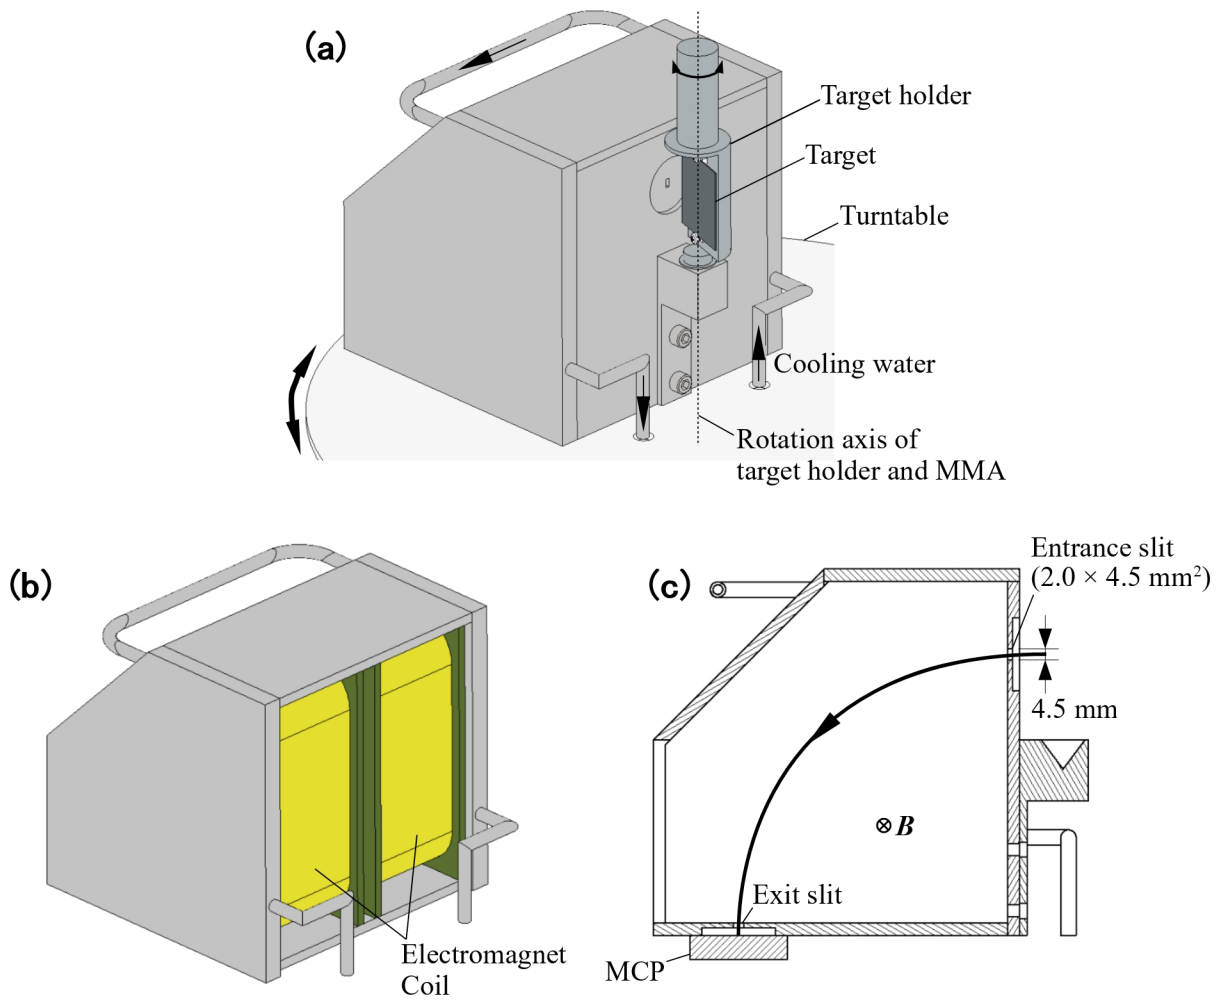 (a)
Target holder
Target
Turntable
Cooling water
Rotation axis of
target holder and MMA
(b)
Electromagnet
Coil
(c)
Entrance slit
(2.0 × 4.5 mm²)
4.5 mm
⊗B
Exit slit
MCP